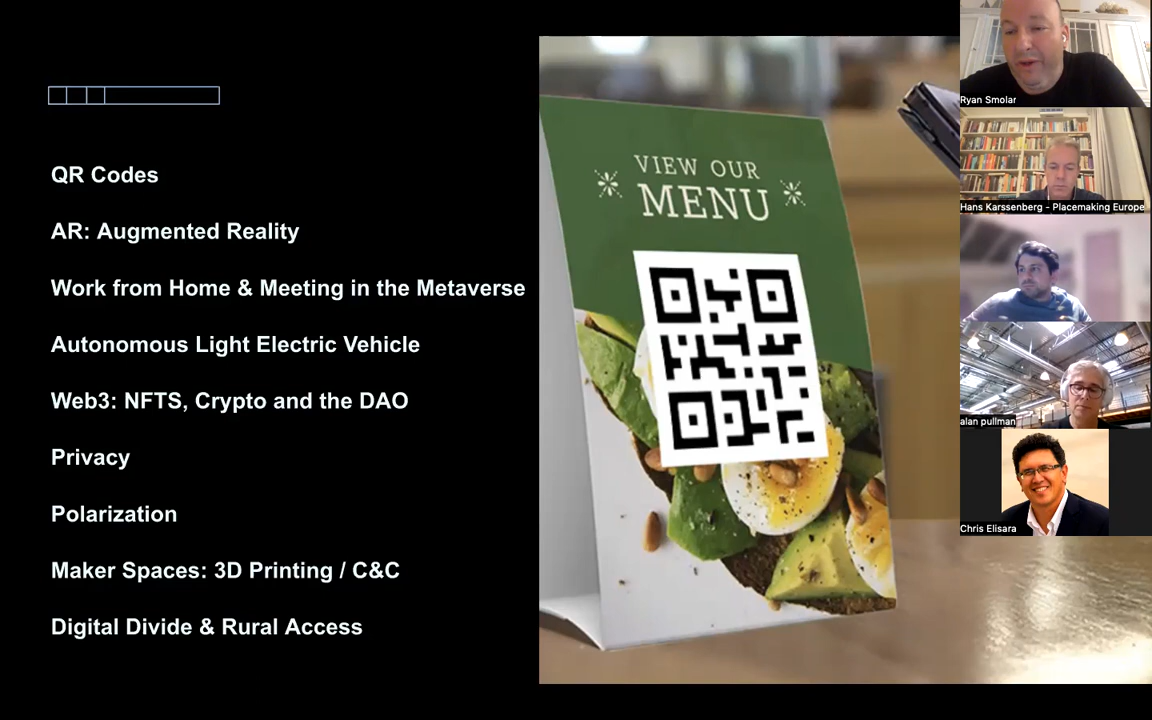 QR Codes
AR: Augmented Reality
Work from Home & Meeting in the Metaverse
Autonomous Light Electric Vehicle
Web3: NFTS, Crypto and the DAO
Privacy
Polarization
Maker Spaces: 3D Printing / C&C
Digital Divide & Rural Access
VIEW OUR
MENU
Ryan Smolar
Hans Karssenberg - Placemaking Europe
alan pullman
Chris Elisara